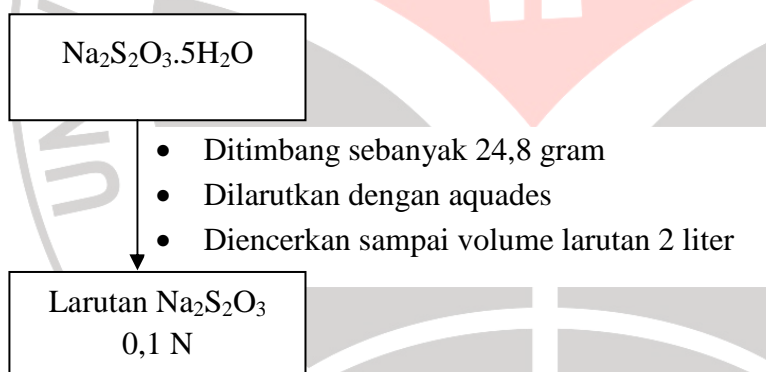 Na₂S₂O₃.5H₂O
• Ditimbang sebanyak 24,8 gram
• Dilarutkan dengan aquades
• Diencerkan sampai volume larutan 2 liter
Larutan Na₂S₂O₃
0,1 N